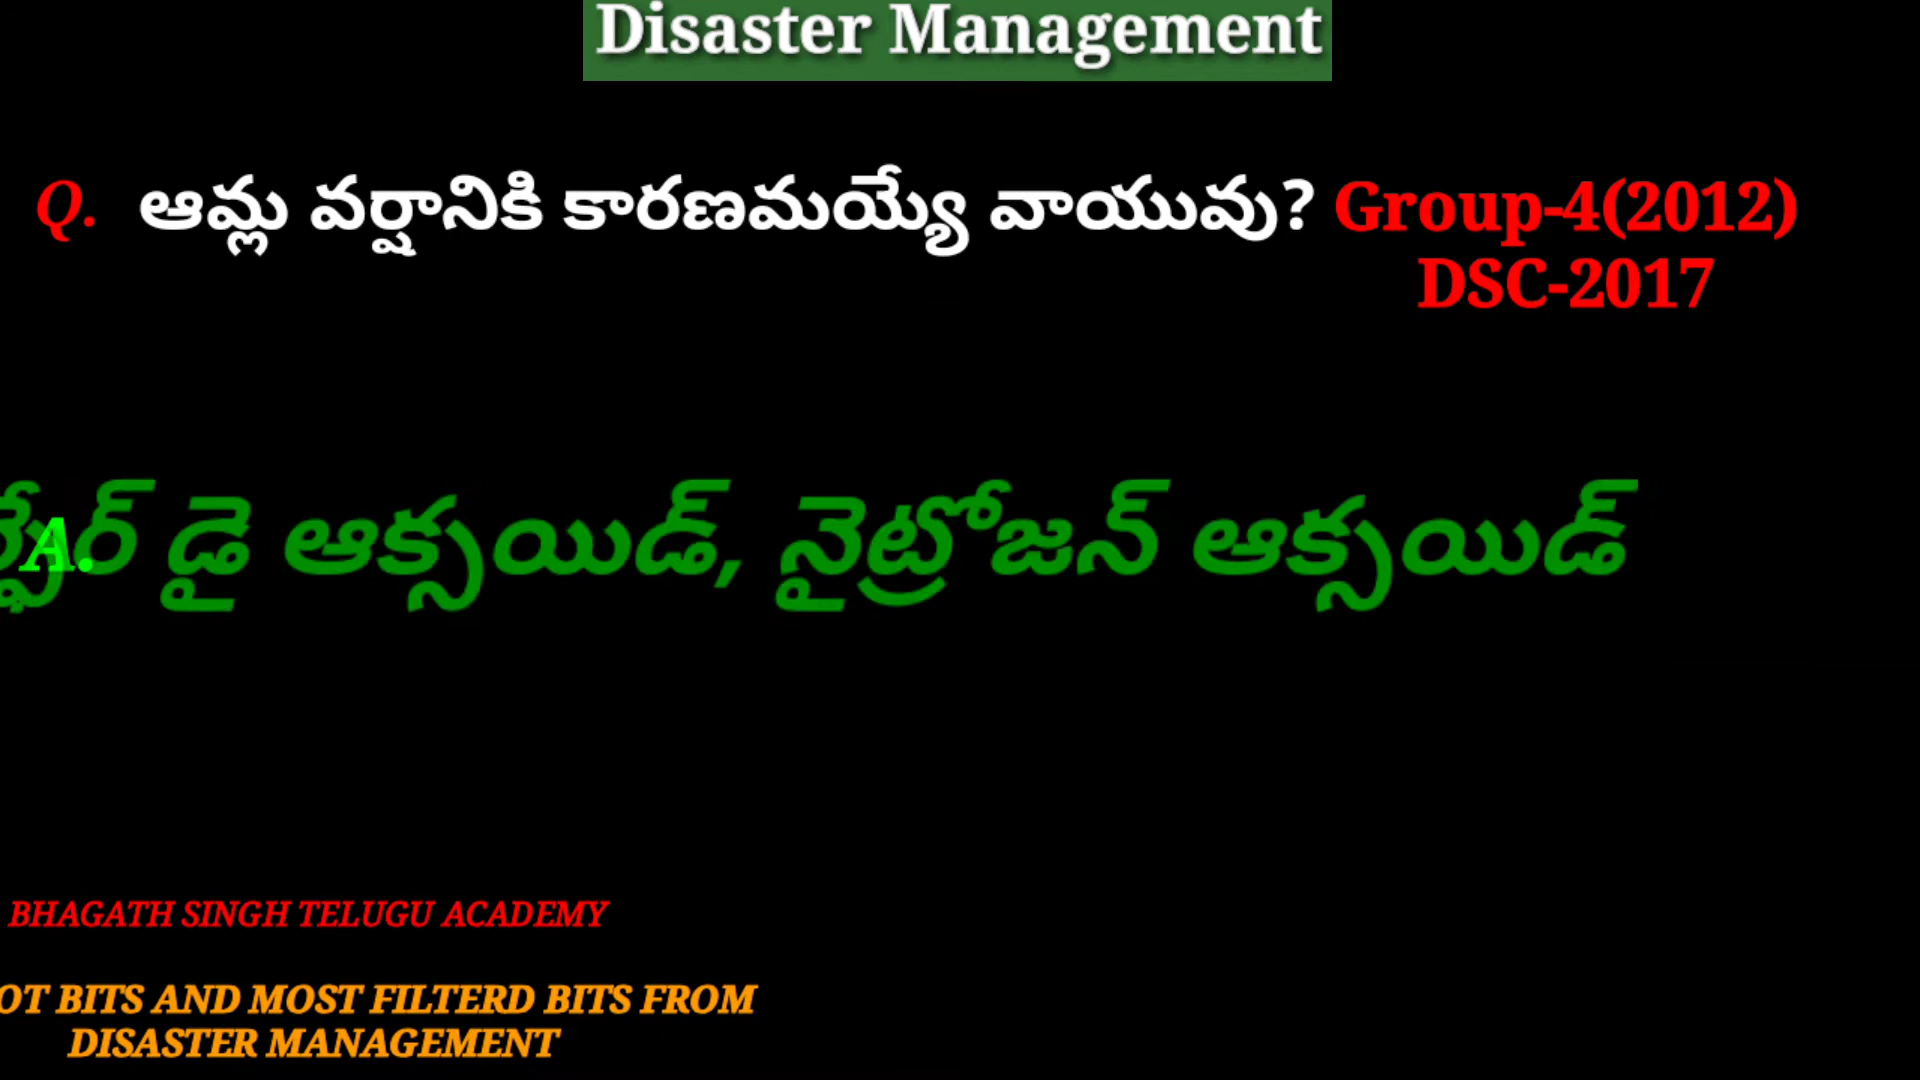 Disaster Management
Q. ఆమ్ల వర్షానికి కారణమయ్యే వాయువు? Group-4(2012)
DSC-2017
A. డై ఆక్సయిడ్, నైట్రోజన్ ఆక్సయిడ్
BHAGATH SINGH TELUGU ACADEMY
BITS AND MOST FILTERD BITS FROM
DISASTER MANAGEMENT